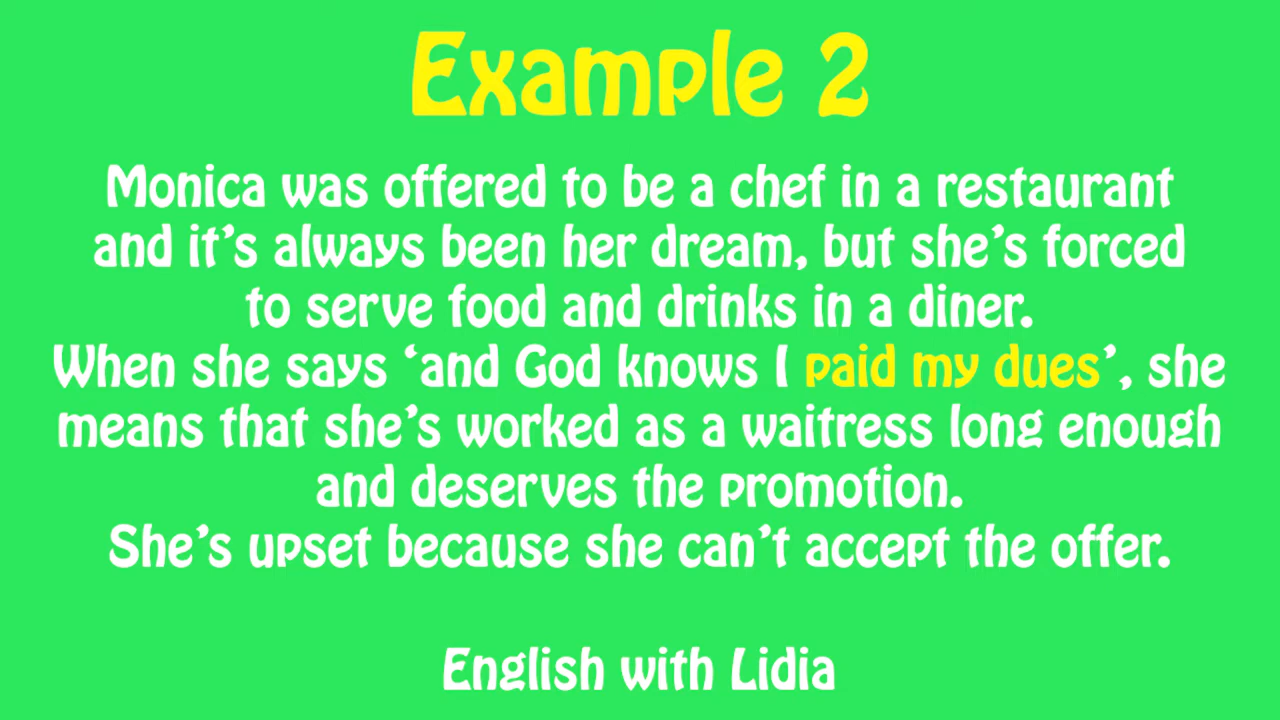 Example 2
Monica was offered to be a chef in a restaurant
and it’s always been her dream, but she’s forced
to serve food and drinks in a diner.
When she says ‘and God knows I paid my dues’, she
means that she’s worked as a waitress long enough
and deserves the promotion.
She’s upset because she can’t accept the offer.
English with Lidia